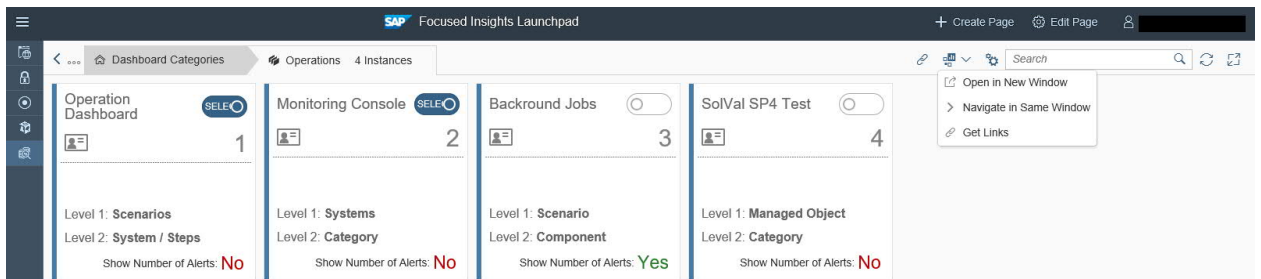 SAP Focused Insights Launchpad
Create Page Edit Page
Dashboard Categories
Operations 4 Instances
Search
Open in New Window
Navigate in Same Window
Get Links
Operation
Dashboard
SELE
1
Level 1: Scenarios
Level 2: System / Steps
Show Number of Alerts: No
Monitoring Console SELE
2
Level 1: Systems
Level 2: Category
Show Number of Alerts: No
Backround Jobs
3
Level 1: Scenario
Level 2: Component
Show Number of Alerts: Yes
SolVal SP4 Test
4
Level 1: Managed Object
Level 2: Category
Show Number of Alerts: No